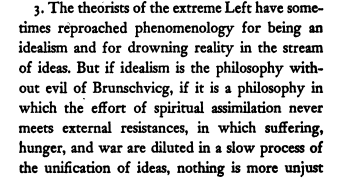 3. The theorists of the extreme Left have some-
times reproached phenomenology for being an
idealism and for drowning reality in the stream
of ideas. But if idealism is the philosophy with-
out evil of Brunschvicg, if it is a philosophy in
which the effort of spiritual assimilation never
meets external resistances, in which suffering,
hunger, and war are diluted in a slow process of
the unification of ideas, nothing is more unjust